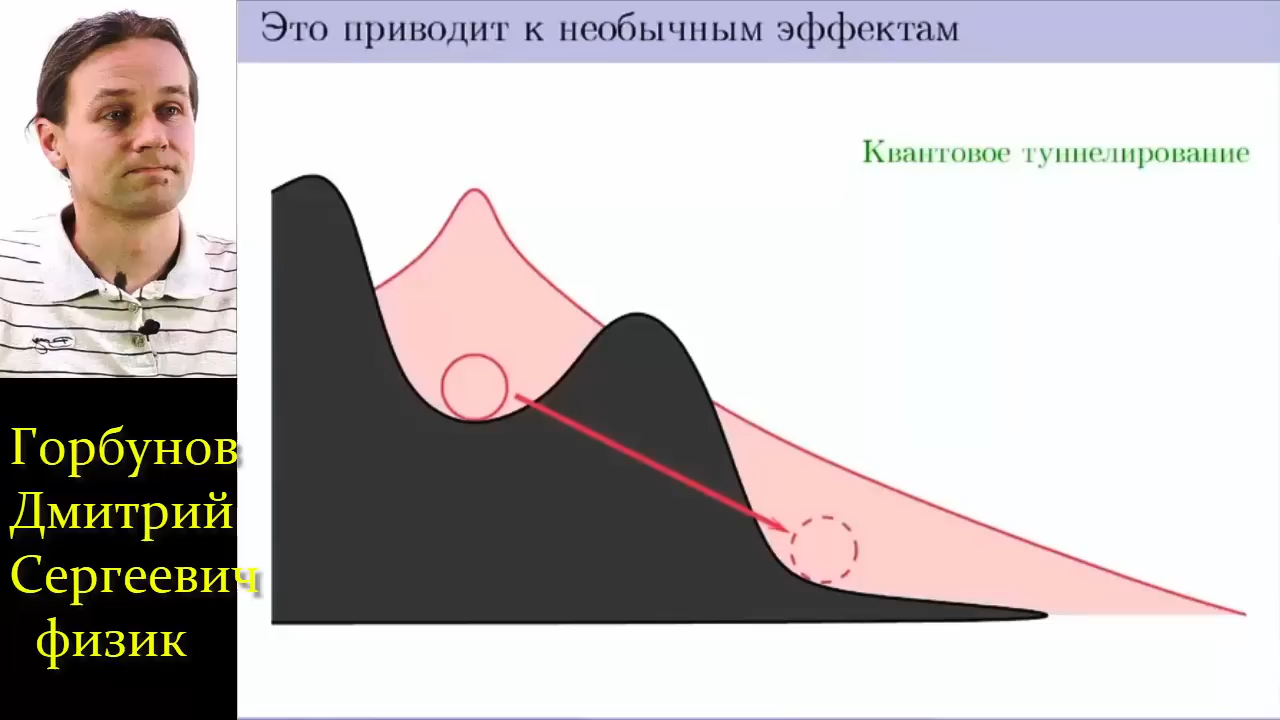 Это приводит к необычным эффектам
Квантовое туннелирование
Горбунов
Дмитрий
Сергеевич
физик